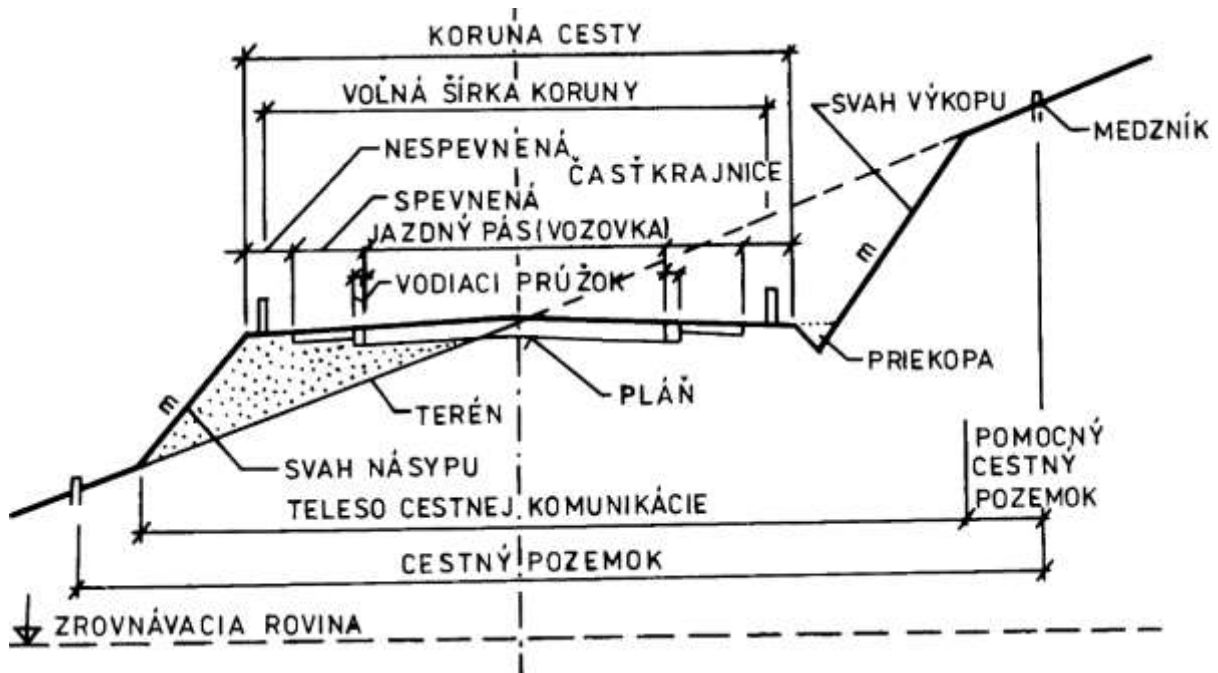 KORUNA CESTY
VOĽNÁ ŠÍRKA KORUNY
SVAH VÝKOPU
MEDZNÍK
NESPEVNENÁ
ČASŤ KRAJNICE
SPEVNENÁ
JAZDNÝ PÁS (VOZOVKA)
m
VODIACI PRÚŽOK
PRIEKOPA
PLÁŇ
m
TERÉN
SVAH NÁSYPU
POMOCNÝ
CESTNÝ
POZEMOK
TELESO CESTNEJ KOMUNIKÁCIE
CESTNÝ POZEMOK
ZROVNÁVACIA ROVINA